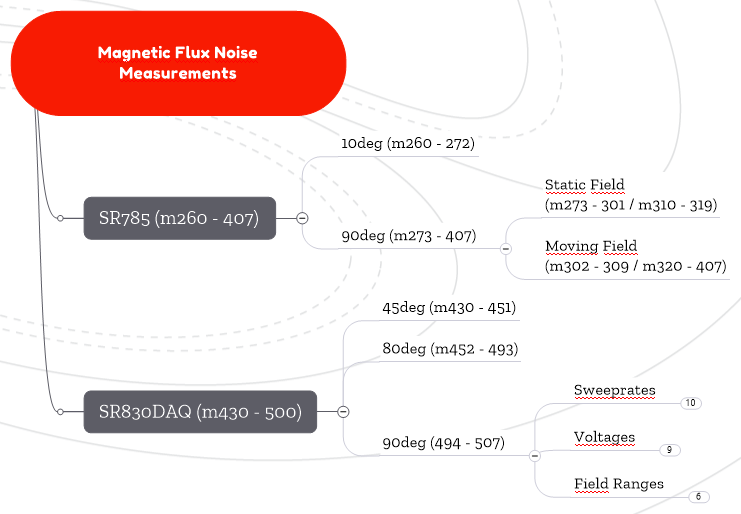 Magnetic Flux Noise
Measurements
10deg (m260 - 272)
Static Field
(m273 - 301 / m310 - 319)
SR785 (m260 - 407)
90deg (m273 - 407)
Moving Field
(m302 - 309 / m320 - 407)
45deg (m430 - 451)
80deg (m452 - 493)
Sweeprates
10
SR830DAQ (m430 - 500)
90deg (494 - 507)
Voltages
9
Field Ranges
6